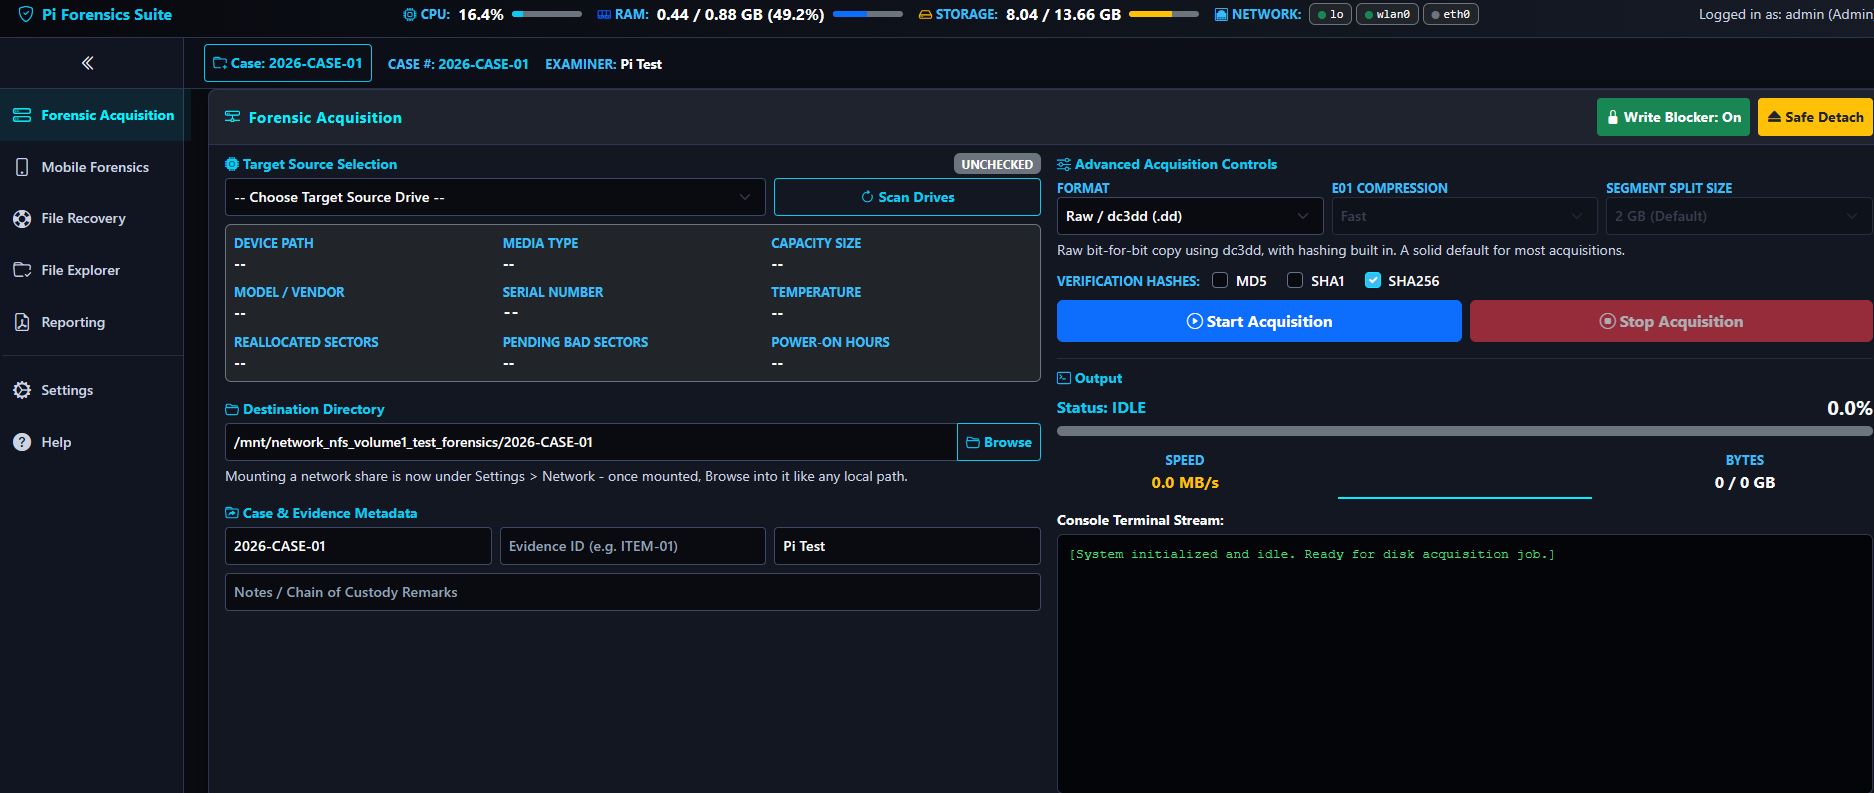 Pi Forensics Suite
CPU: 16.4%
RAM: 0.44 / 0.88 GB (49.2%)
STORAGE: 8.04 / 13.66 GB
NETWORK: lo wlan0 eth0
Logged in as: admin (Admin
Case: 2026-CASE-01
CASE #: 2026-CASE-01
EXAMINER: Pi Test
Forensic Acquisition
Mobile Forensics
File Recovery
File Explorer
Reporting
Settings
Help
Forensic Acquisition
Write Blocker: On
Safe Detach
Target Source Selection
UNCHECKED
-- Choose Target Source Drive --
Scan Drives
DEVICE PATH
--
MEDIA TYPE
--
CAPACITY SIZE
--
MODEL / VENDOR
--
SERIAL NUMBER
--
TEMPERATURE
--
REALLOCATED SECTORS
--
PENDING BAD SECTORS
--
POWER-ON HOURS
--
Destination Directory
/mnt/network_nfs_volume1_test_forensics/2026-CASE-01
Browse
Mounting a network share is now under Settings > Network - once mounted, Browse into it like any local path.
Case & Evidence Metadata
2026-CASE-01
Evidence ID (e.g. ITEM-01)
Pi Test
Notes / Chain of Custody Remarks
Advanced Acquisition Controls
FORMAT
Raw / dc3dd (.dd)
E01 COMPRESSION
Fast
SEGMENT SPLIT SIZE
2 GB (Default)
Raw bit-for-bit copy using dc3dd, with hashing built in. A solid default for most acquisitions.
VERIFICATION HASHES: MD5 SHA1 SHA256
Start Acquisition
Stop Acquisition
Output
Status: IDLE
0.0%
SPEED
0.0 MB/s
BYTES
0 / 0 GB
Console Terminal Stream:
[System initialized and idle. Ready for disk acquisition job.]